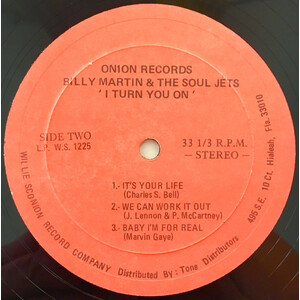 ONION RECORDS
BILLY MARTIN & THE SOUL JETS
' I TURN YOU ON '
SIDE TWO
L.P. W.S. 1225
33 1/3 R.P.M.
— STEREO —
1.- IT'S YOUR LIFE
(Charles S. Bell)
2.- WE CAN WORK IT OUT
(J. Lennon & P. McCartney)
3.- BABY I'M FOR REAL
(Marvin Gaye)
WILLIE SCONION RECORD COMPANY Distributed By: Tone Distributors 495 S.E. 10 Ct. Hialeah, Fla. 33010